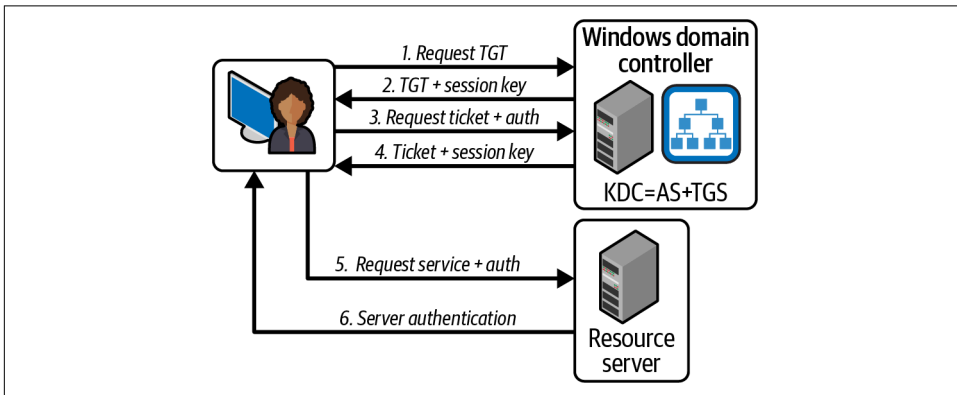 1. Request TGT
2. TGT + session key
3. Request ticket + auth
4. Ticket + session key
Windows domain
controller
KDC=AS+TGS
5. Request service + auth
6. Server authentication
Resource
server